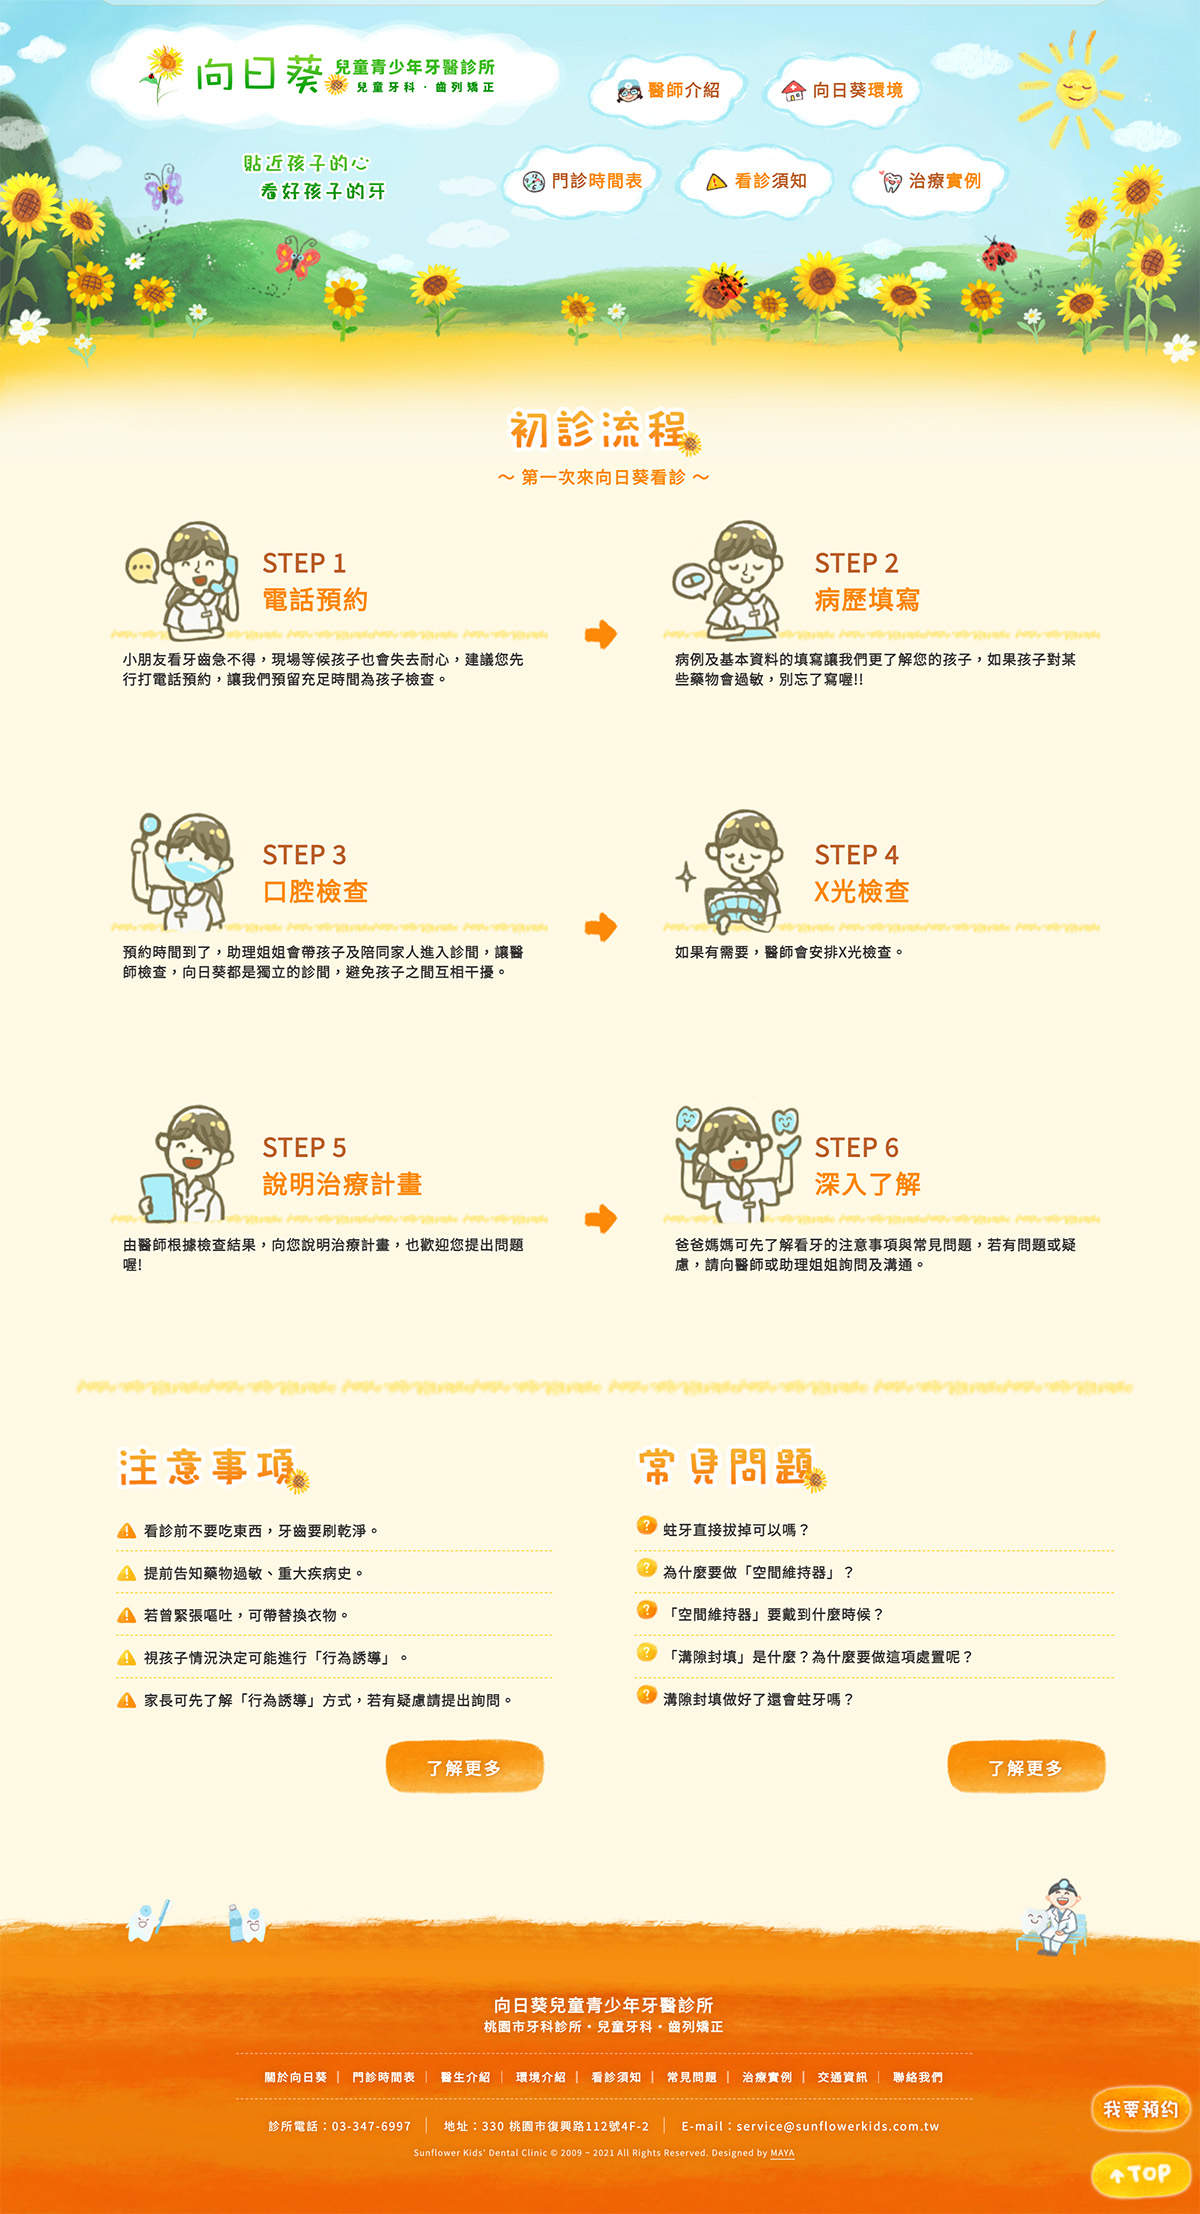 向日葵 兒童青少年牙醫診所
兒童牙科・齒列矯正
醫師介紹
向日葵環境
貼近孩子的心
看好孩子的牙
門診時間表
看診須知
治療實例
初診流程
～ 第一次來向日葵看診 ～
STEP 1
電話預約
小朋友看牙齒急不得，現場等候孩子也會失去耐心，建議您先
行打電話預約，讓我們預留充足時間為孩子檢查。
STEP 2
病歷填寫
病例及基本資料的填寫讓我們更了解您的孩子，如果孩子對某
些藥物會過敏，別忘了寫喔!!
STEP 3
口腔檢查
預約時間到了，助理姐姐會帶孩子及陪同家人進入診間，讓醫
師檢查，向日葵都是獨立的診間，避免孩子之間互相干擾。
STEP 4
X光檢查
如果有需要，醫師會安排X光檢查。
STEP 5
說明治療計畫
由醫師根據檢查結果，向您說明治療計畫，也歡迎您提出問題
喔!
STEP 6
深入了解
爸爸媽媽可先了解看牙的注意事項與常見問題，若有問題或疑
慮，請向醫師或助理姐姐詢問及溝通。
注意事項
看診前不要吃東西，牙齒要刷乾淨。
提前告知藥物過敏、重大疾病史。
若曾緊張嘔吐，可帶替換衣物。
視孩子情況決定可能進行「行為誘導」。
家長可先了解「行為誘導」方式，若有疑慮請提出詢問。
了解更多
常見問題
蛀牙直接拔掉可以嗎？
為什麼要做「空間維持器」？
「空間維持器」要戴到什麼時候？
「溝隙封填」是什麼？為什麼要做這項處置呢？
溝隙封填做好了還會蛀牙嗎？
了解更多
向日葵兒童青少年牙醫診所
桃園市牙科診所・兒童牙科・齒列矯正
關於向日葵 | 門診時間表 | 醫生介紹 | 環境介紹 | 看診須知 | 常見問題 | 治療實例 | 交通資訊 | 聯絡我們
診所電話：03-347-6997 | 地址：330 桃園市復興路112號4F-2 | E-mail：service@sunflowerkids.com.tw
Sunflower Kids' Dental Clinic © 2009 ~ 2021 All Rights Reserved. Designed by MAYA
我要預約
TOP